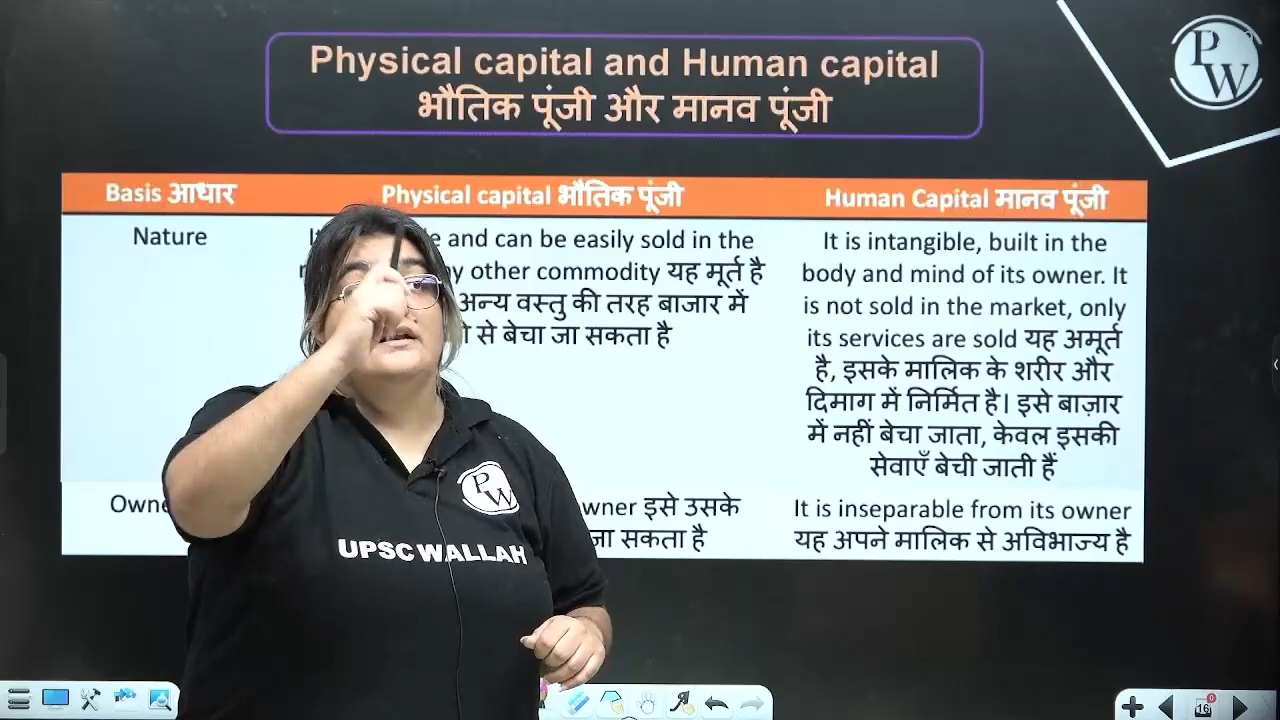 Physical capital and Human capital
भौतिक पूंजी और मानव पूंजी
PW
Basis आधार
Physical capital भौतिक पूंजी
Human Capital मानव पूंजी
Nature
and can be easily sold in the
other commodity यह मूर्त है
अन्य वस्तु की तरह बाजार में
से बेचा जा सकता है
It is intangible, built in the
body and mind of its owner. It
is not sold in the market, only
its services are sold यह अमूर्त
है, इसके मालिक के शरीर और
दिमाग में निर्मित है। इसे बाज़ार
में नहीं बेचा जाता, केवल इसकी
सेवाएँ बेची जाती हैं
इसे उसके
जा सकता है
It is inseparable from its owner
यह अपने मालिक से अविभाज्य है
PW
UPSC WALLAH
16